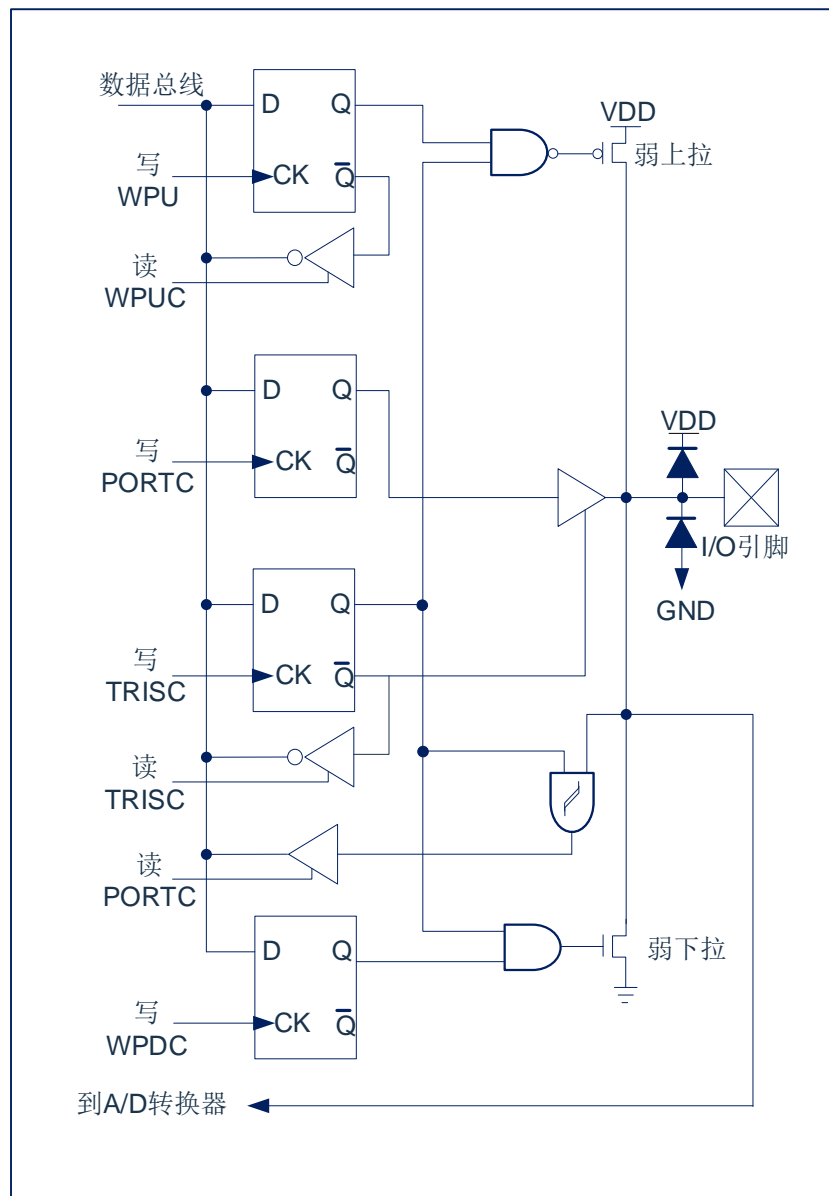 数据总线
D Q
写
WPU
CK Q̅
VDD
弱上拉
读
WPUC
D Q
写
PORTC
CK Q̅
VDD
I/O引脚
GND
D Q
写
TRISC
CK Q̅
读
TRISC
读
PORTC
D Q
弱下拉
写
WPDC
CK Q̅
到A/D转换器